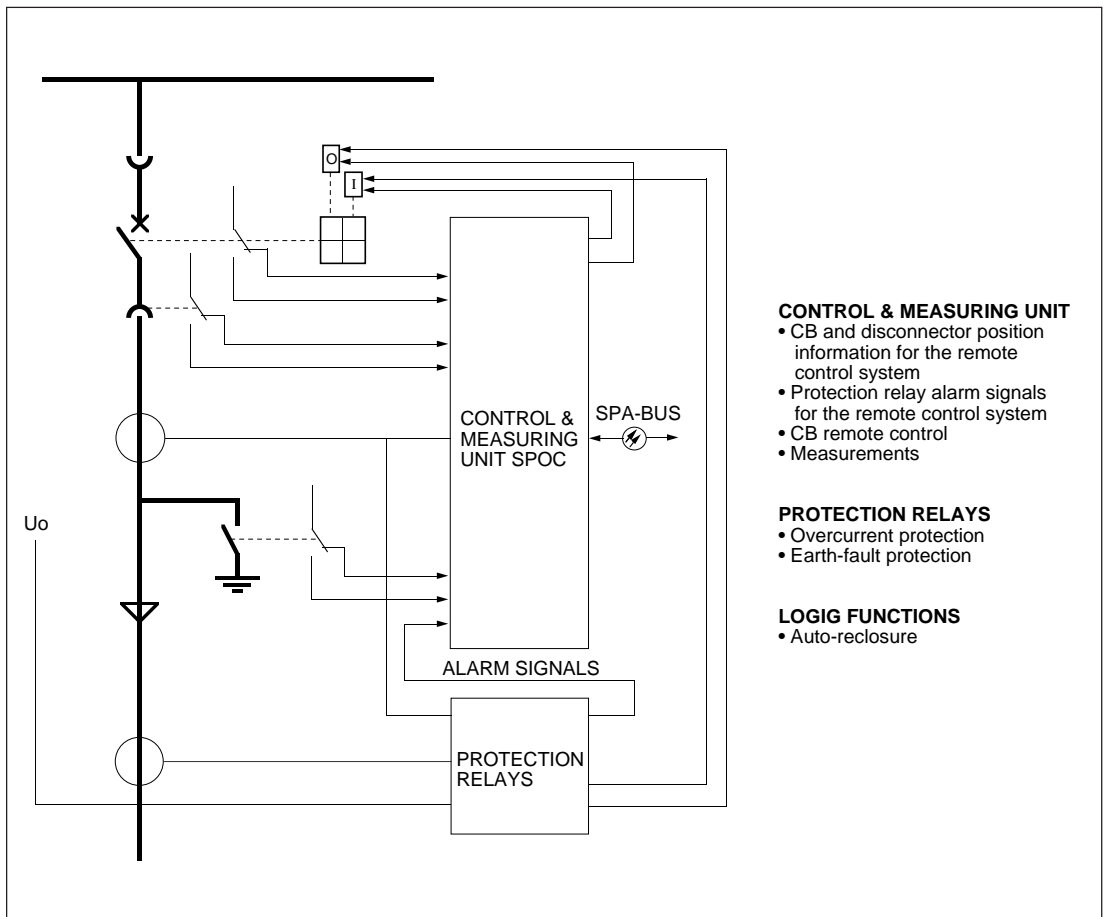 O
I
CONTROL &
MEASURING
UNIT SPOC
SPA-BUS
Uo
ALARM SIGNALS
PROTECTION
RELAYS
CONTROL & MEASURING UNIT
• CB and disconnector position
information for the remote
control system
• Protection relay alarm signals
for the remote control system
• CB remote control
• Measurements
PROTECTION RELAYS
• Overcurrent protection
• Earth-fault protection
LOGIG FUNCTIONS
• Auto-reclosure